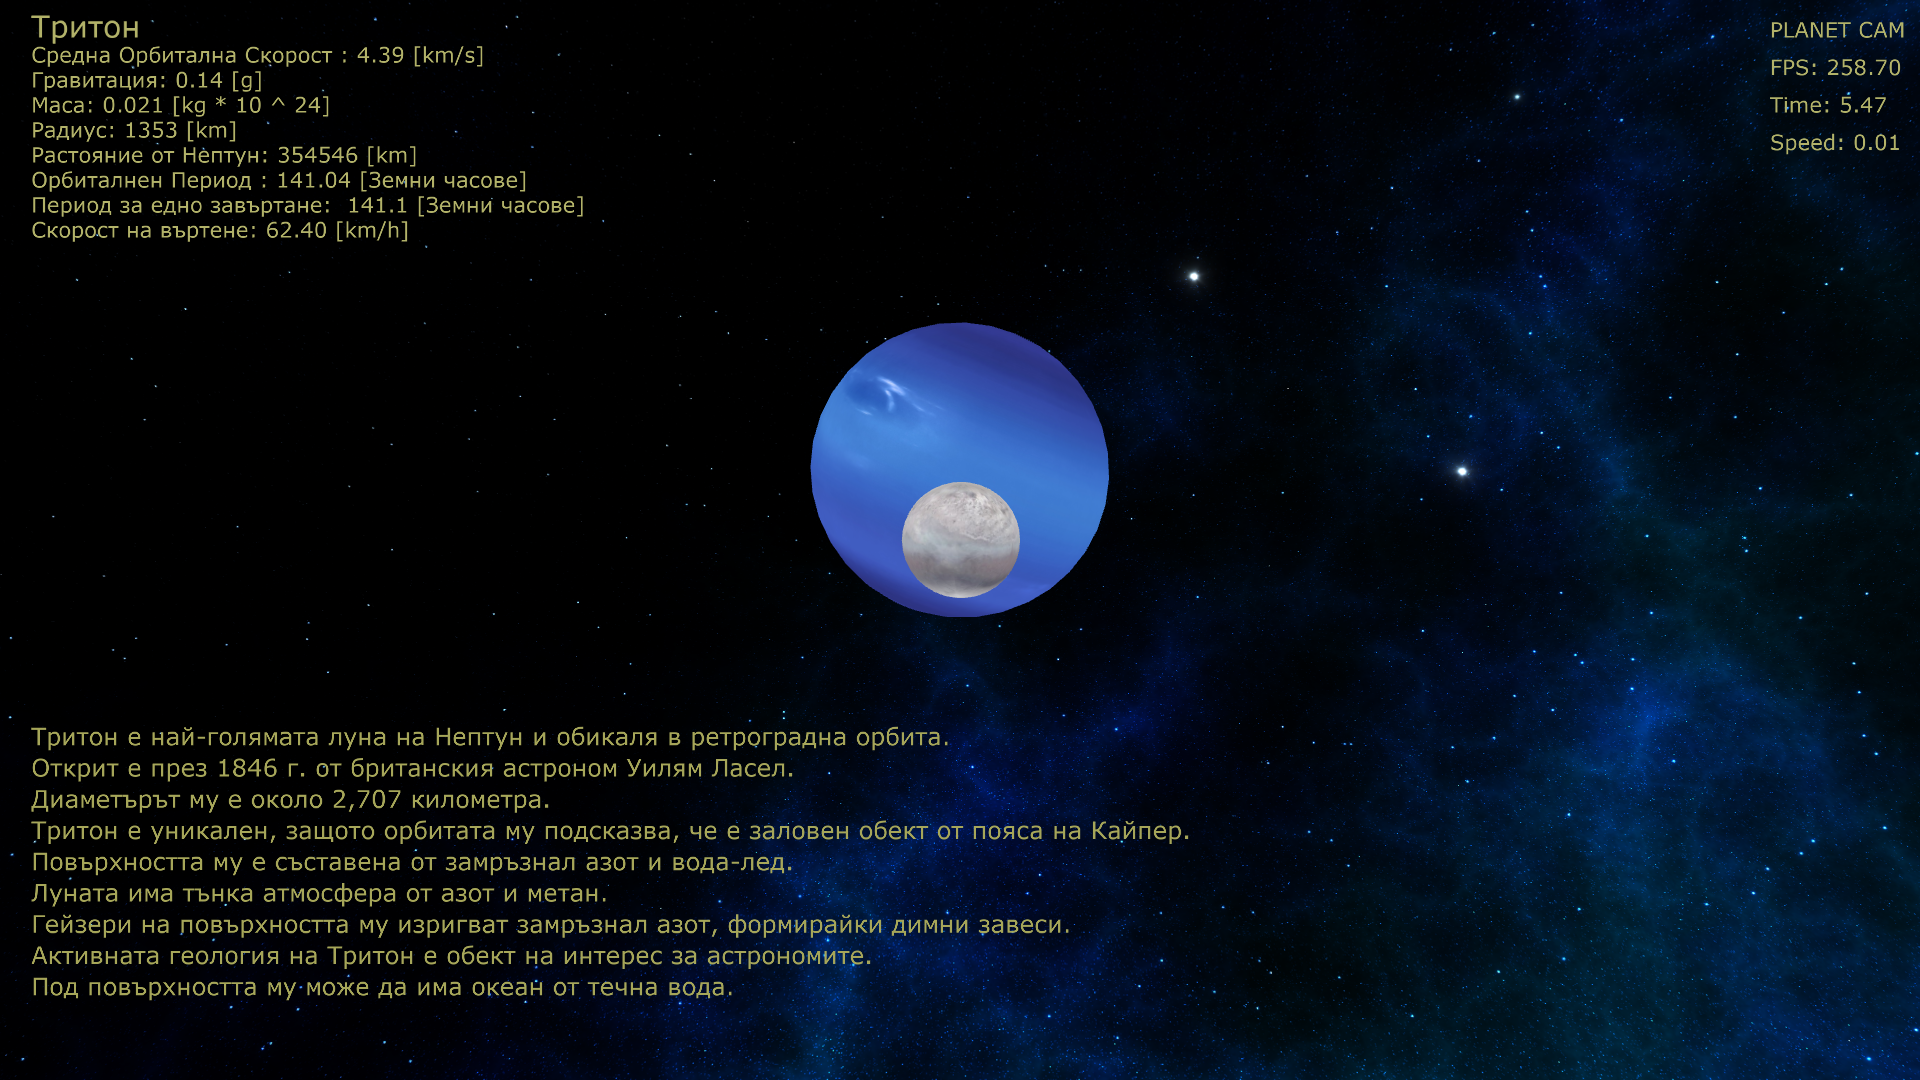 Тритон
Средна Орбитална Скорост : 4.39 [km/s]
Гравитация: 0.14 [g]
Маса: 0.021 [kg * 10 ^ 24]
Радиус: 1353 [km]
Растояние от Нептун: 354546 [km]
Орбиталнен Период : 141.04 [Земни часове]
Период за едно завъртане:  141.1 [Земни часове]
Скорост на въртене: 62.40 [km/h]
PLANET CAM
FPS: 258.70
Time: 5.47
Speed: 0.01
Тритон е най-голямата луна на Нептун и обикаля в ретроградна орбита.
Открит е през 1846 г. от британския астроном Уилям Ласел.
Диаметърът му е около 2,707 километра.
Тритон е уникален, защото орбитата му подсказва, че е заловен обект от пояса на Кайпер.
Повърхността му е съставена от замръзнал азот и вода-лед.
Луната има тънка атмосфера от азот и метан.
Гейзери на повърхността му изригват замръзнал азот, формирайки димни завеси.
Активната геология на Тритон е обект на интерес за астрономите.
Под повърхността му може да има океан от течна вода.